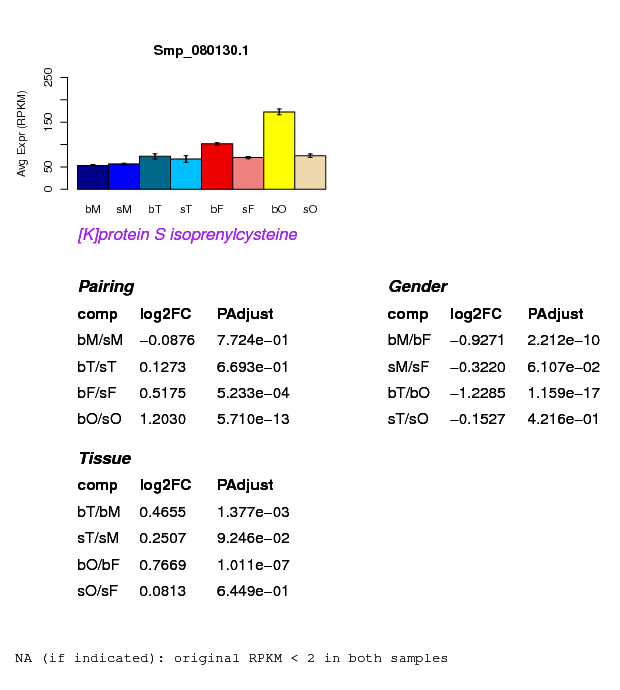 Smp_080130.1
Avg Expr (RPKM)
250
150
50
0
bM sM bT sT bF sF bO sO
[K]protein S isoprenylcysteine
Pairing
comp log2FC PAdjust
bM/sM −0.0876 7.724e−01
bT/sT 0.1273 6.693e−01
bF/sF 0.5175 5.233e−04
bO/sO 1.2030 5.710e−13
Gender
comp log2FC PAdjust
bM/bF −0.9271 2.212e−10
sM/sF −0.3220 6.107e−02
bT/bO −1.2285 1.159e−17
sT/sO −0.1527 4.216e−01
Tissue
comp log2FC PAdjust
bT/bM 0.4655 1.377e−03
sT/sM 0.2507 9.246e−02
bO/bF 0.7669 1.011e−07
sO/sF 0.0813 6.449e−01
NA (if indicated): original RPKM < 2 in both samples